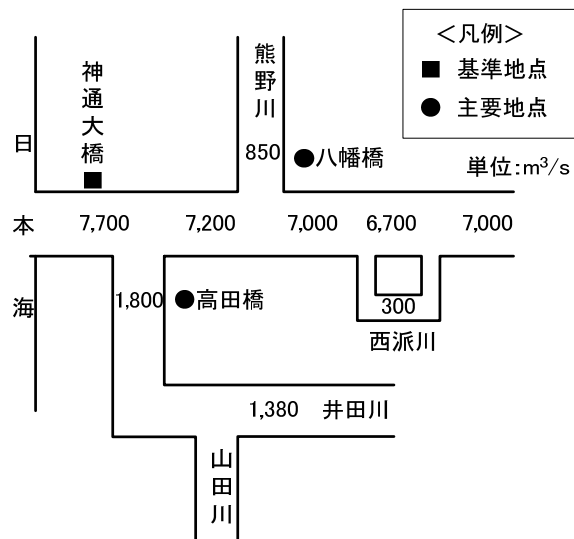 ＜凡例＞
■ 基準地点
● 主要地点
単位:m³/s
神通大橋
熊野川
850
八幡橋
日本海
7,700
7,200
7,000
6,700
7,000
1,800
高田橋
300
西派川
1,380
井田川
山田川